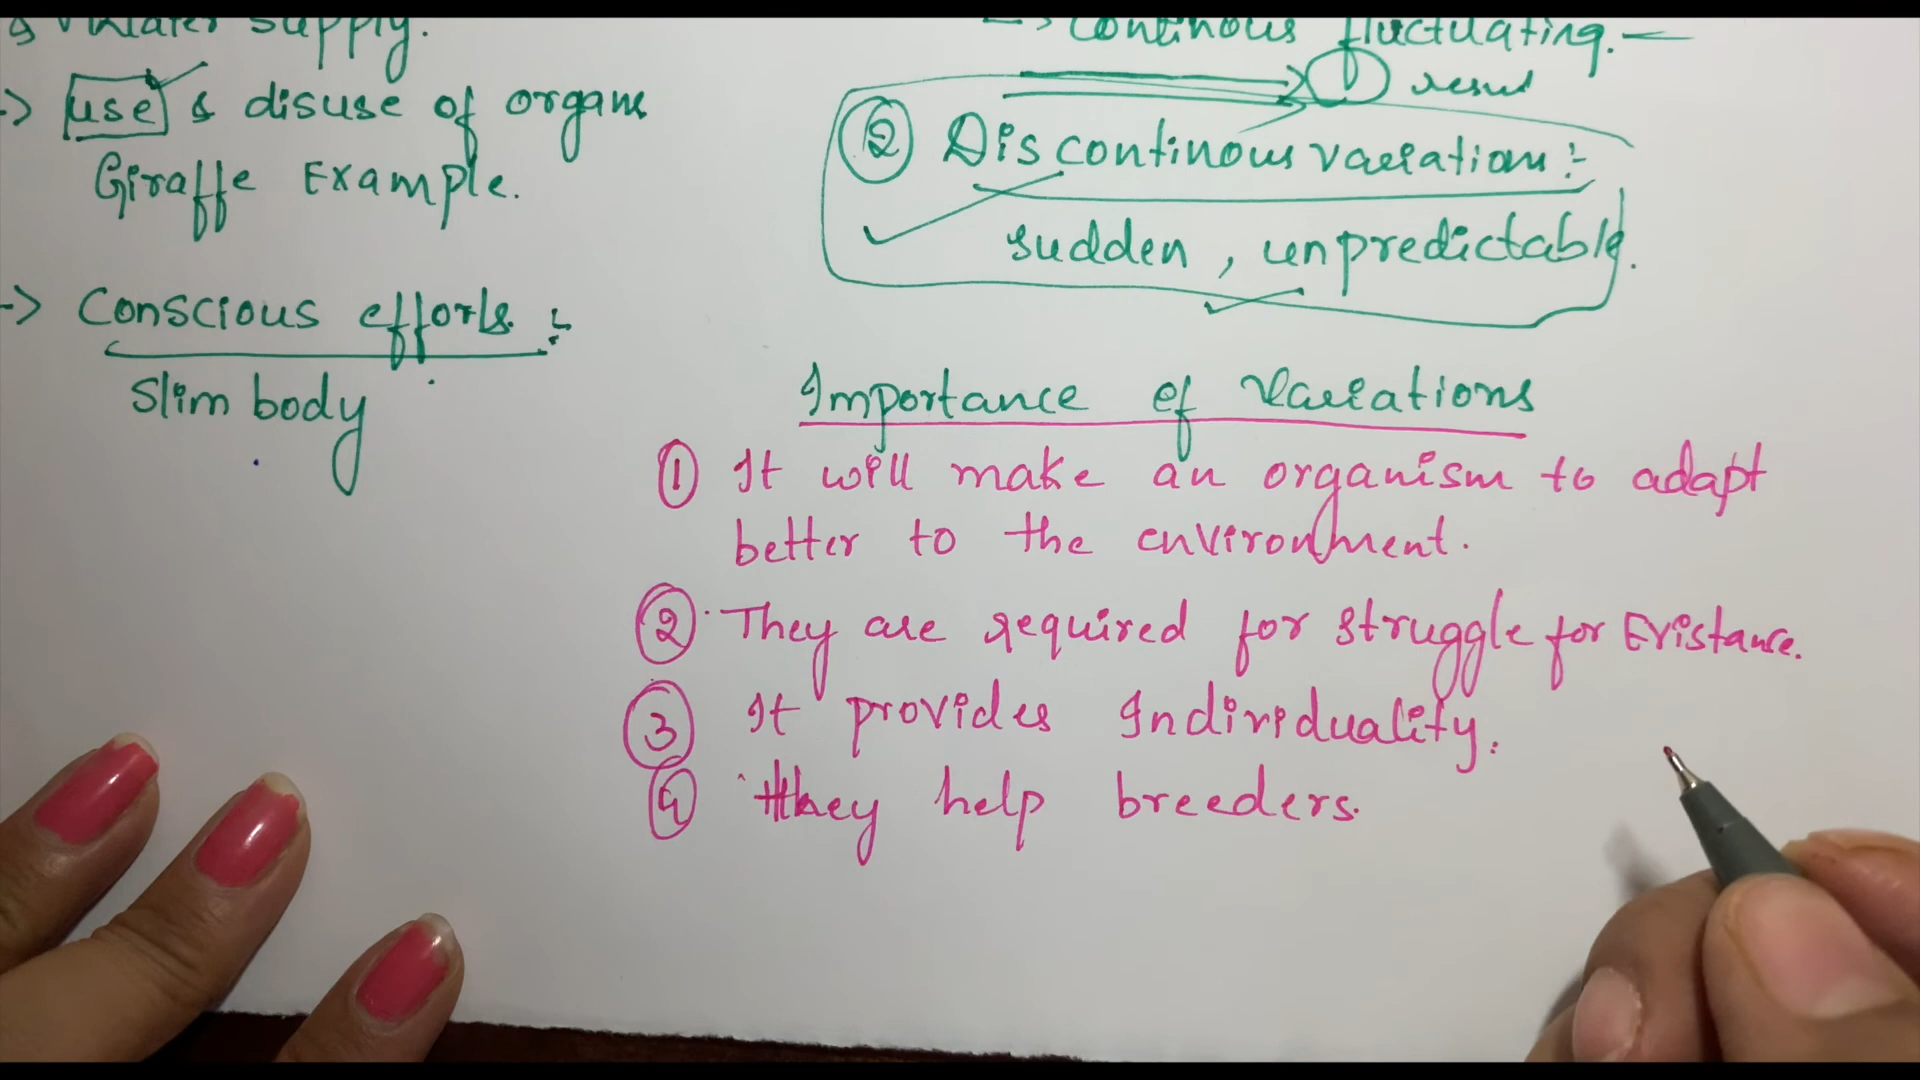 Water supply.
-> use & disuse of organs
Giraffe Example.
-> Conscious efforts :-
Slim body
-> Continous fluctuating. —
② Discontinous variation :-
sudden , unpredictable.
Importance of Variations
① It will make an organism to adapt
better to the environment.
② They are required for struggle for Existance.
③ It provides Individuality.
④ They help breeders.